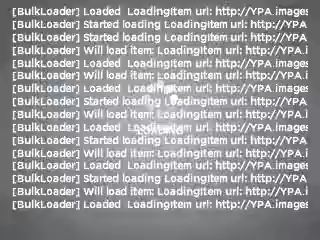 [BulkLoader] Loaded LoadingItem url: http://YPA.images
[BulkLoader] Started loading LoadingItem url: http://YPA
[BulkLoader] Started loading LoadingItem url: http://YPA
[BulkLoader] Will load item: LoadingItem url: http://YPA.i
[BulkLoader] Loaded LoadingItem url: http://YPA.images
[BulkLoader] Will load item: LoadingItem url: http://YPA.i
[BulkLoader] Loaded LoadingItem url: http://YPA.images
[BulkLoader] Started loading LoadingItem url: http://YPA
[BulkLoader] Will load item: LoadingItem url: http://YPA.i
[BulkLoader] Loaded LoadingItem url: http://YPA.images
[BulkLoader] Started loading LoadingItem url: http://YPA
[BulkLoader] Will load item: LoadingItem url: http://YPA.i
[BulkLoader] Loaded LoadingItem url: http://YPA.images
[BulkLoader] Started loading LoadingItem url: http://YPA
[BulkLoader] Will load item: LoadingItem url: http://YPA.i
[BulkLoader] Loaded LoadingItem url: http://YPA.images